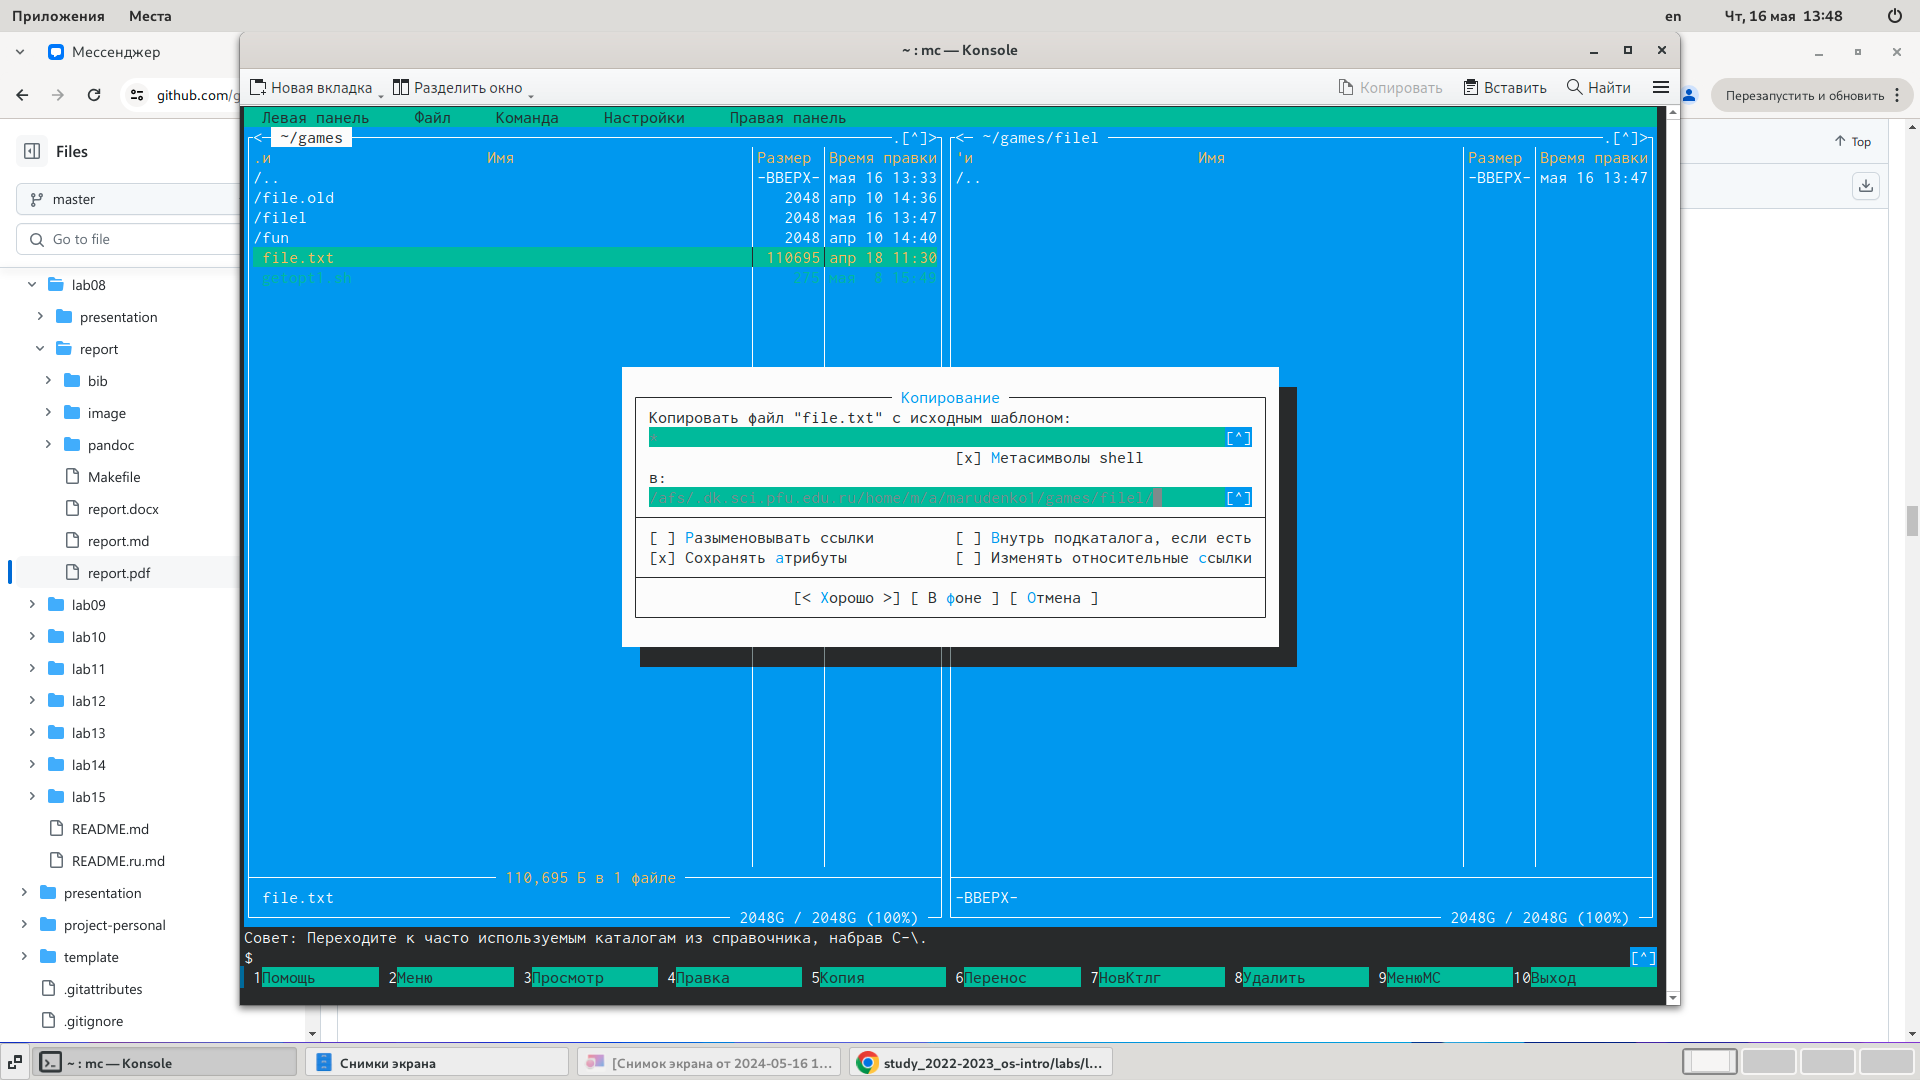 Приложения Места en Чт, 16 мая 13:48
Мессенджер
github.com/g
Перезапустить и обновить
Files
master
Go to file
Top
lab08
presentation
report
bib
image
pandoc
Makefile
report.docx
report.md
report.pdf
lab09
lab10
lab11
lab12
lab13
lab14
lab15
README.md
README.ru.md
presentation
project-personal
template
.gitattributes
.gitignore
~ : mc — Konsole
Новая вкладка Разделить окно Копировать Вставить Найти
Левая панель Файл Команда Настройки Правая панель
<─ ~/games .[^]> <─ ~/games/filel .[^]>
.и Имя Размер Время правки 'и Имя Размер Время правки
/.. -ВВЕРХ- мая 16 13:33 /.. -ВВЕРХ- мая 16 13:47
/file.old 2048 апр 10 14:36
/filel 2048 мая 16 13:47
/fun 2048 апр 10 14:40
file.txt 110695 апр 18 11:30
getopt1.sh 275 мая 8 15:49
Копирование
Копировать файл "file.txt" с исходным шаблоном:
[^]
[x] Метасимволы shell
в:
/afs/.dk.sci.pfu.edu.ru/home/m/a/marudenko1/games/filel/ [^]
[ ] Разыменовывать ссылки [ ] Внутрь подкаталога, если есть
[x] Сохранять атрибуты [ ] Изменять относительные ссылки
[< Хорошо >] [ В фоне ] [ Отмена ]
110,695 Б в 1 файле
file.txt -ВВЕРХ-
2048G / 2048G (100%) 2048G / 2048G (100%)
Совет: Переходите к часто используемым каталогам из справочника, набрав C-\.
$ [^]
1Помощь 2Меню 3Просмотр 4Правка 5Копия 6Перенос 7НовКтлг 8Удалить 9МенюMC 10Выход
~ : mc — Konsole Снимки экрана [Снимок экрана от 2024-05-16 1... study_2022-2023_os-intro/labs/l...